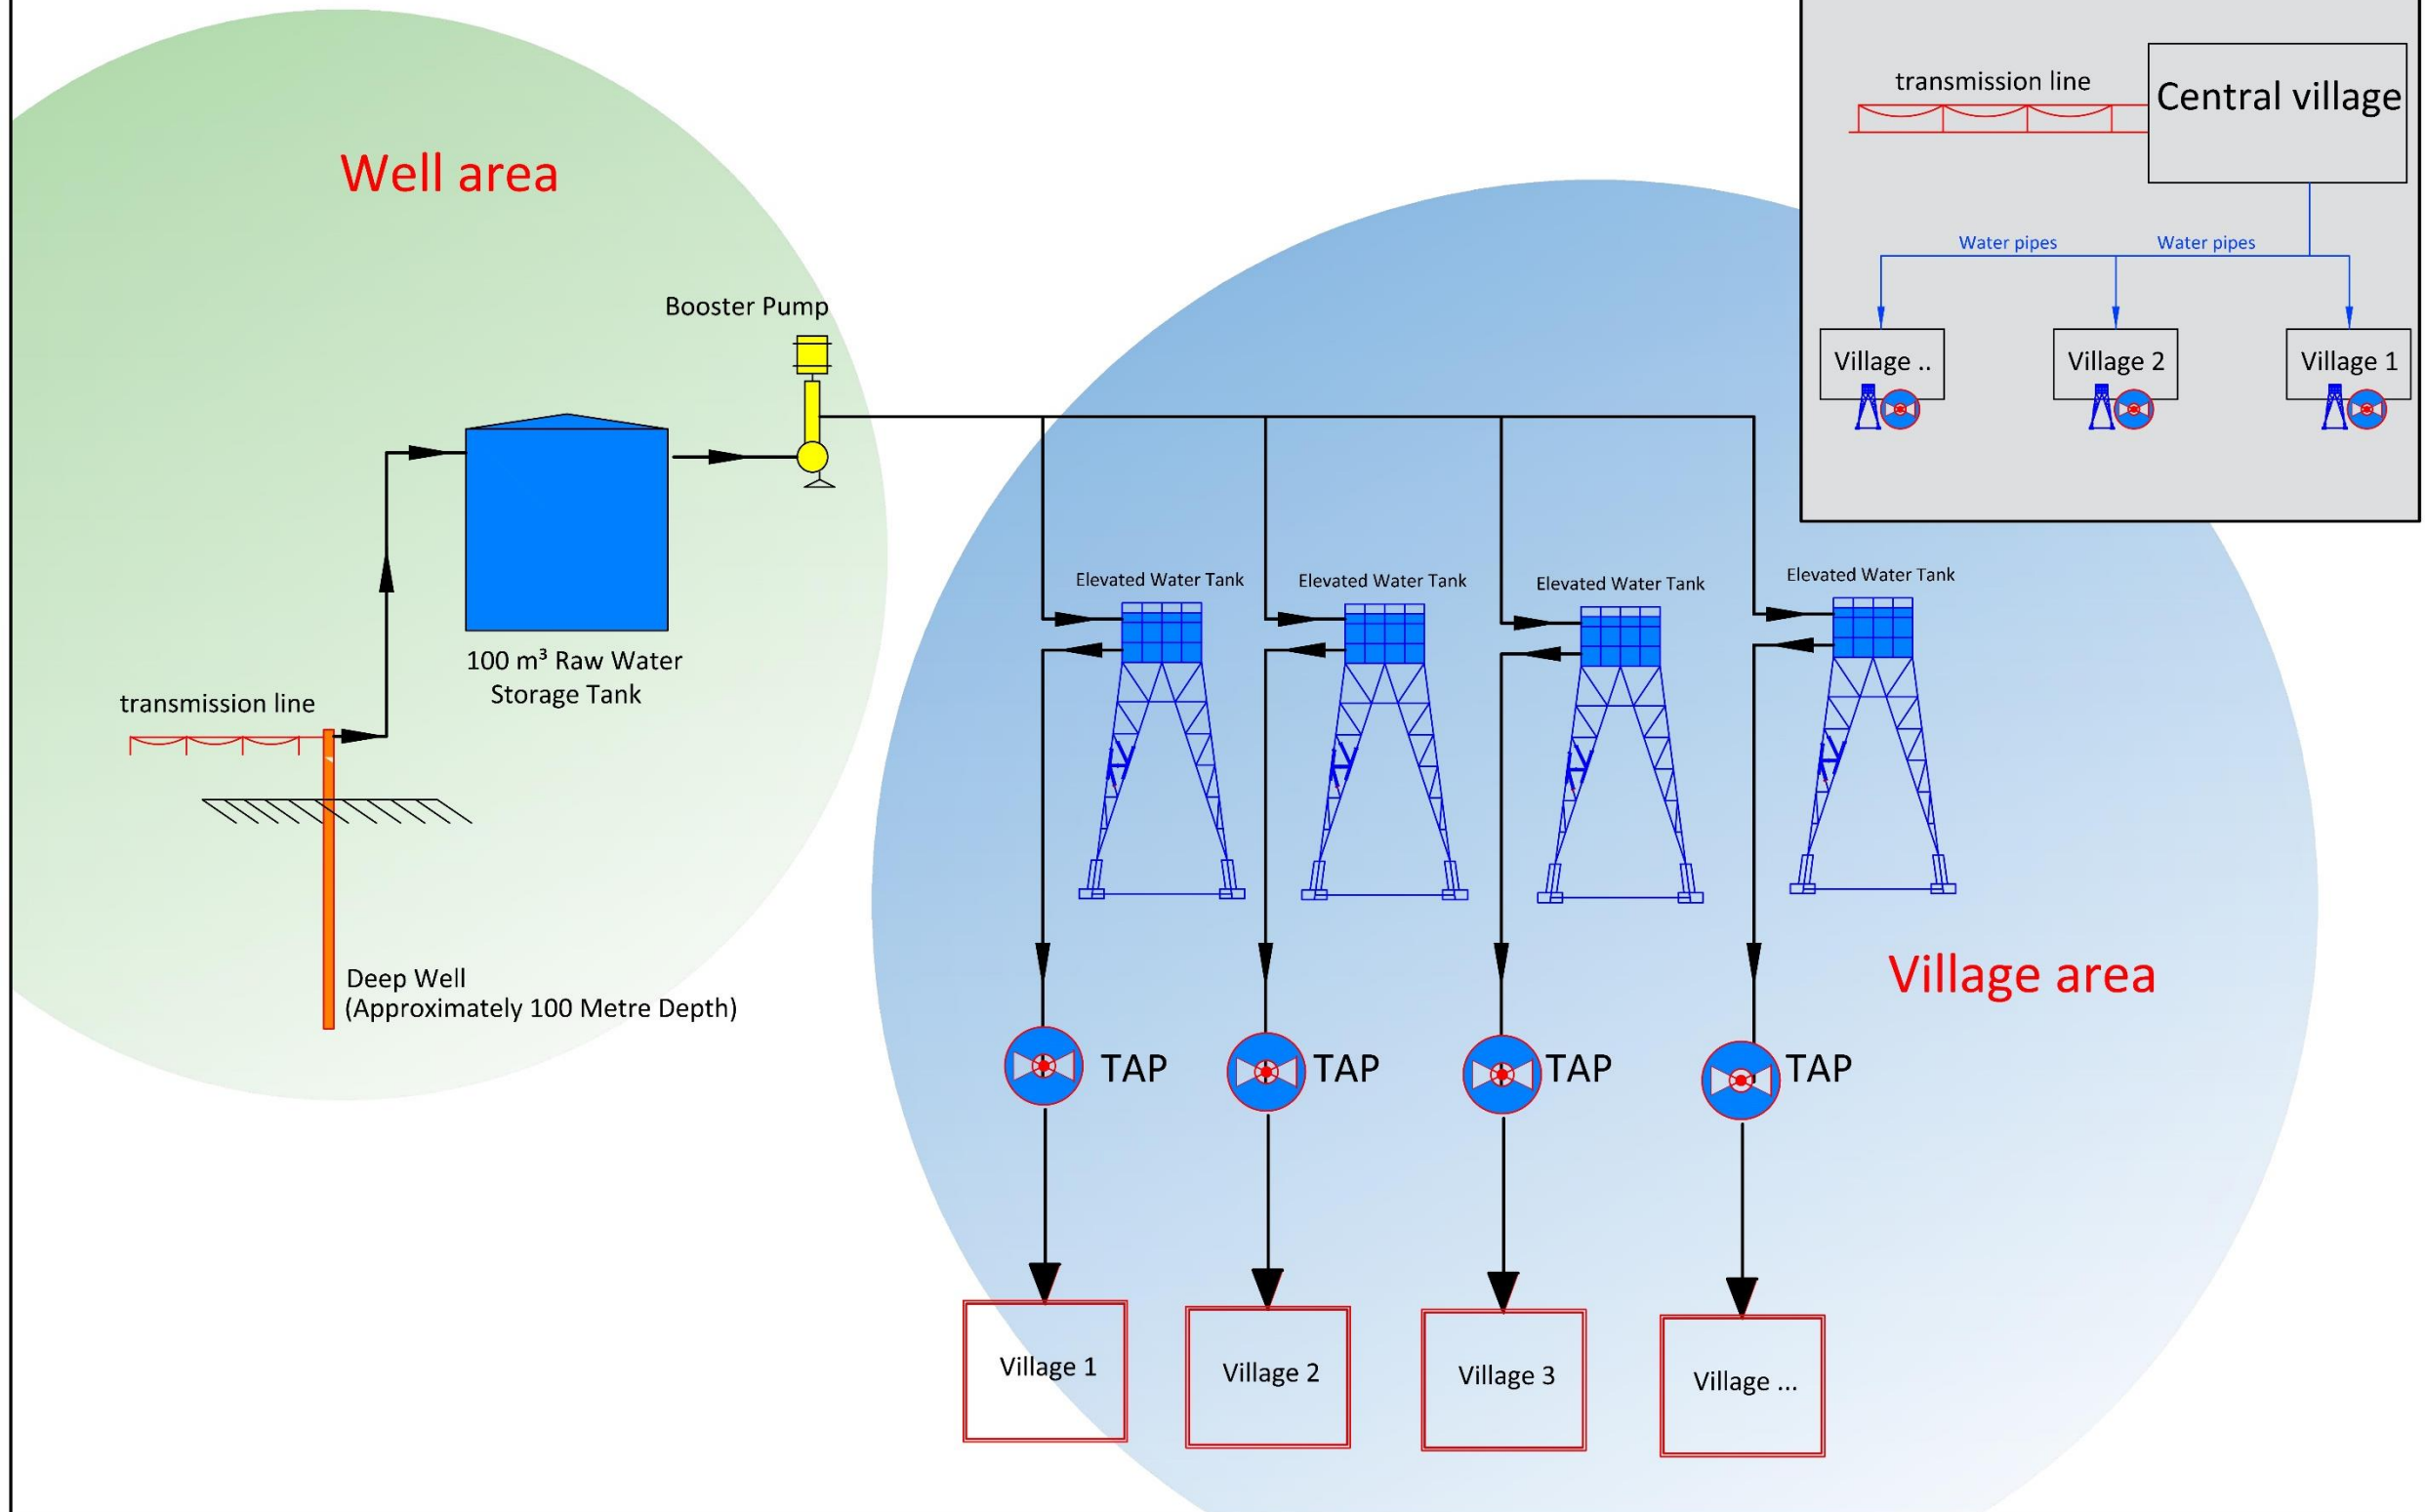 Well area
Booster Pump
100 m³ Raw Water
Storage Tank
transmission line
Deep Well
(Approximately 100 Metre Depth)
transmission line
Central village
Water pipes
Water pipes
Village ..
Village 2
Village 1
Elevated Water Tank
Elevated Water Tank
Elevated Water Tank
Elevated Water Tank
Village area
TAP
TAP
TAP
TAP
Village 1
Village 2
Village 3
Village ...